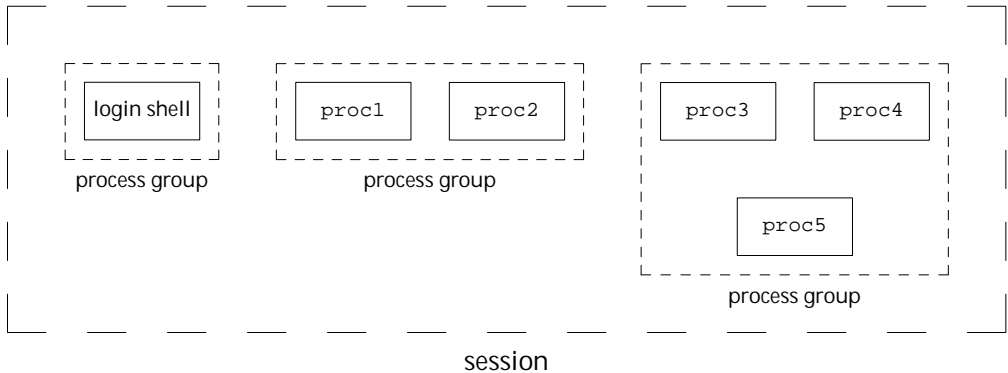 login shell
proc1
proc2
proc3
proc4
process group
process group
proc5
process group
session